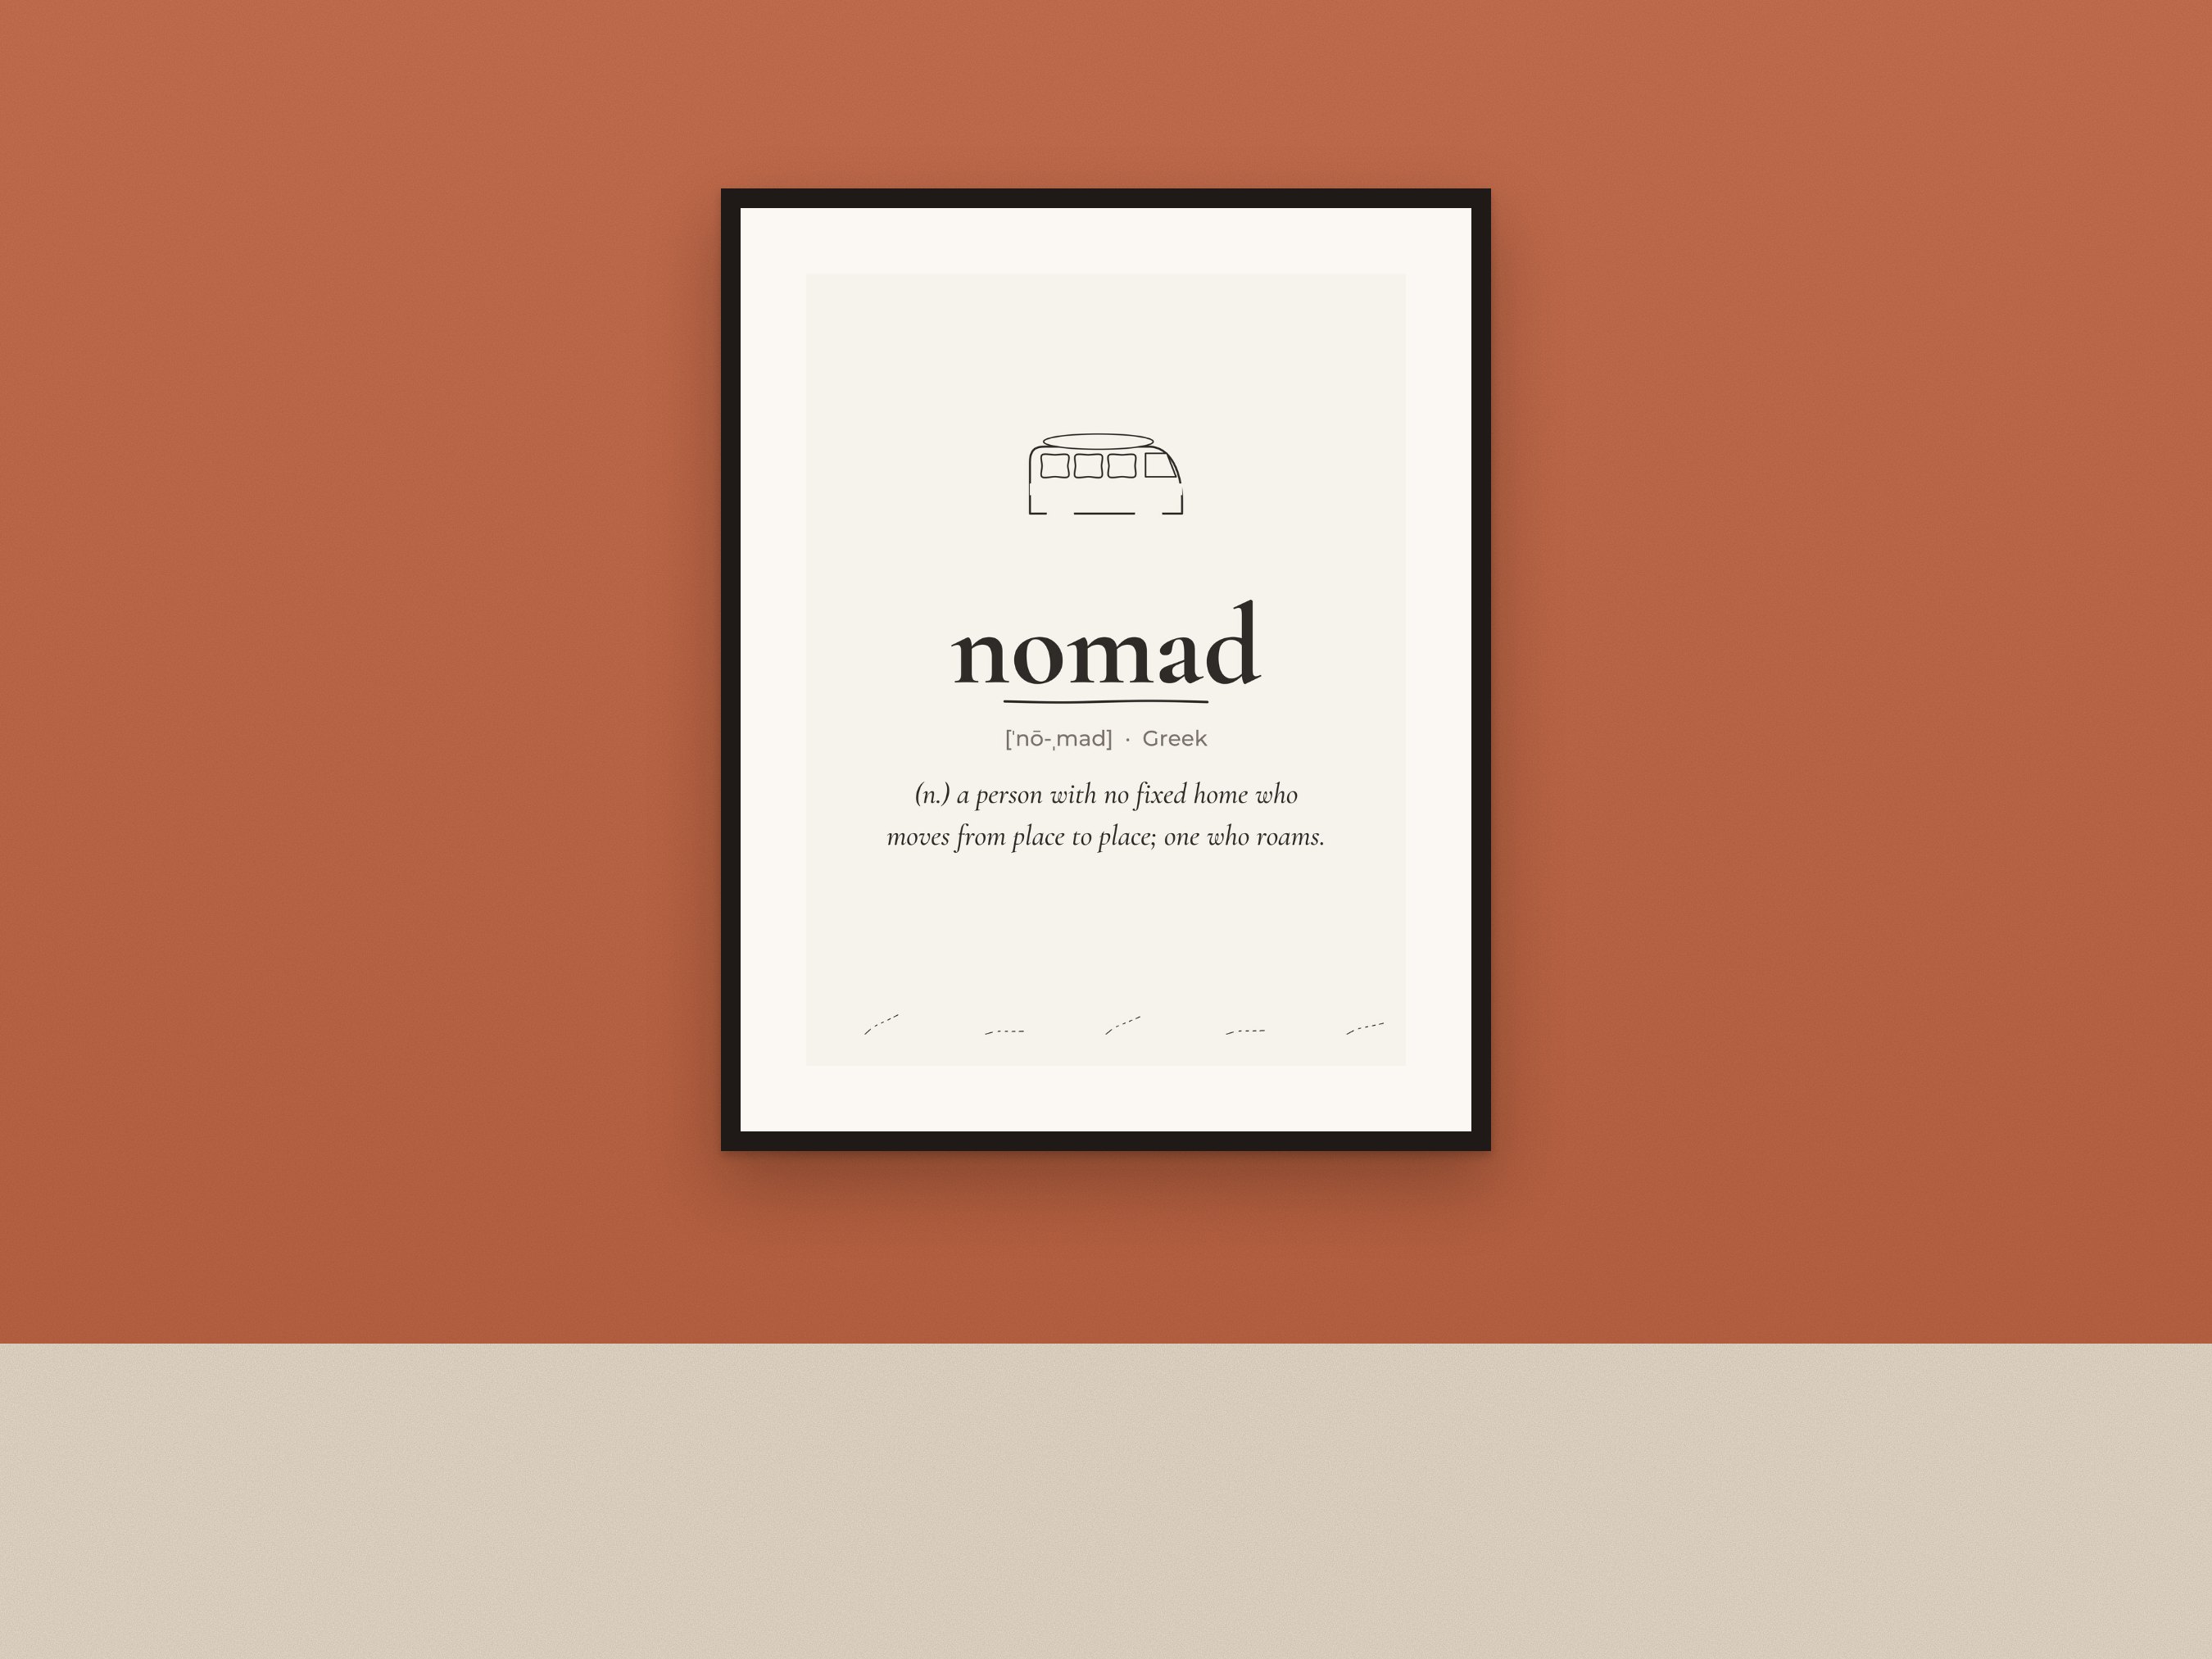 nomad
[ˈnō-ˌmad] · Greek
(n.) a person with no fixed home who
moves from place to place; one who roams.